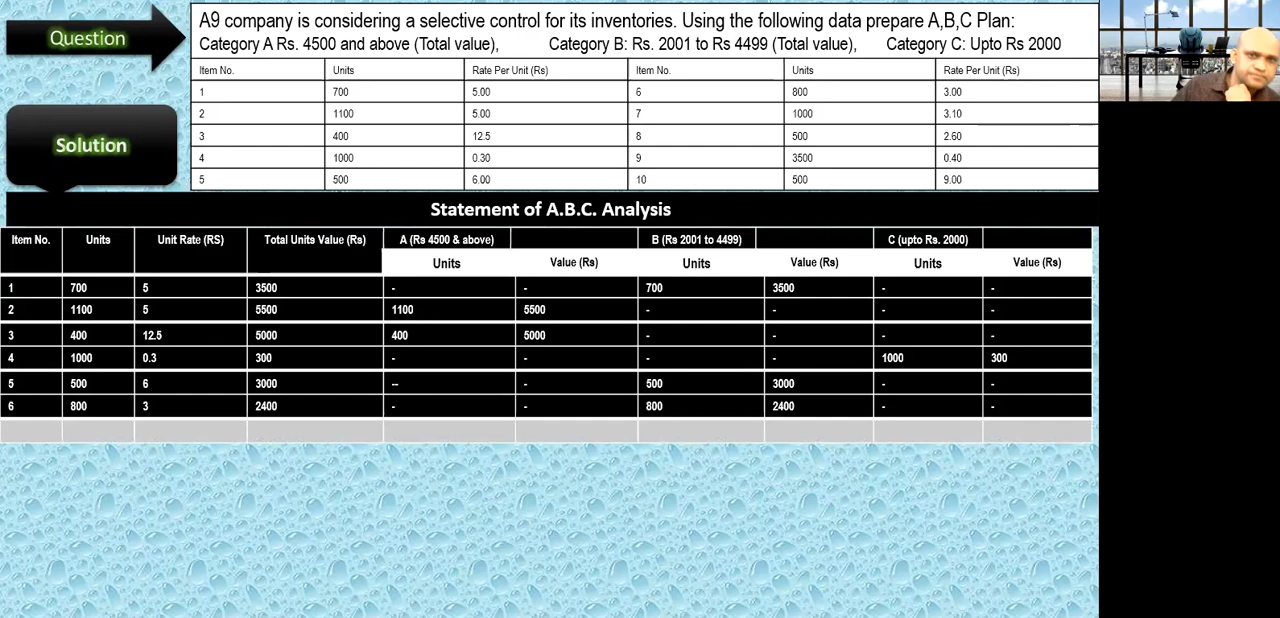 Question
A9 company is considering a selective control for its inventories. Using the following data prepare A,B,C Plan:
Category A Rs. 4500 and above (Total value), Category B: Rs. 2001 to Rs 4499 (Total value), Category C: Upto Rs 2000
Item No. Units Rate Per Unit (Rs) Item No. Units Rate Per Unit (Rs)
1 700 5.00 6 800 3.00
2 1100 5.00 7 1000 3.10
3 400 12.5 8 500 2.60
4 1000 0.30 9 3500 0.40
5 500 6.00 10 500 9.00
Solution
Statement of A.B.C. Analysis
Item No. Units Unit Rate (RS) Total Units Value (Rs) A (Rs 4500 & above) B (Rs 2001 to 4499) C (upto Rs. 2000)
Units Value (Rs) Units Value (Rs) Units Value (Rs)
1 700 5 3500 - - 700 3500 - -
2 1100 5 5500 1100 5500 - - - -
3 400 12.5 5000 400 5000 - - - -
4 1000 0.3 300 - - - - 1000 300
5 500 6 3000 -- - 500 3000 - -
6 800 3 2400 - - 800 2400 - -